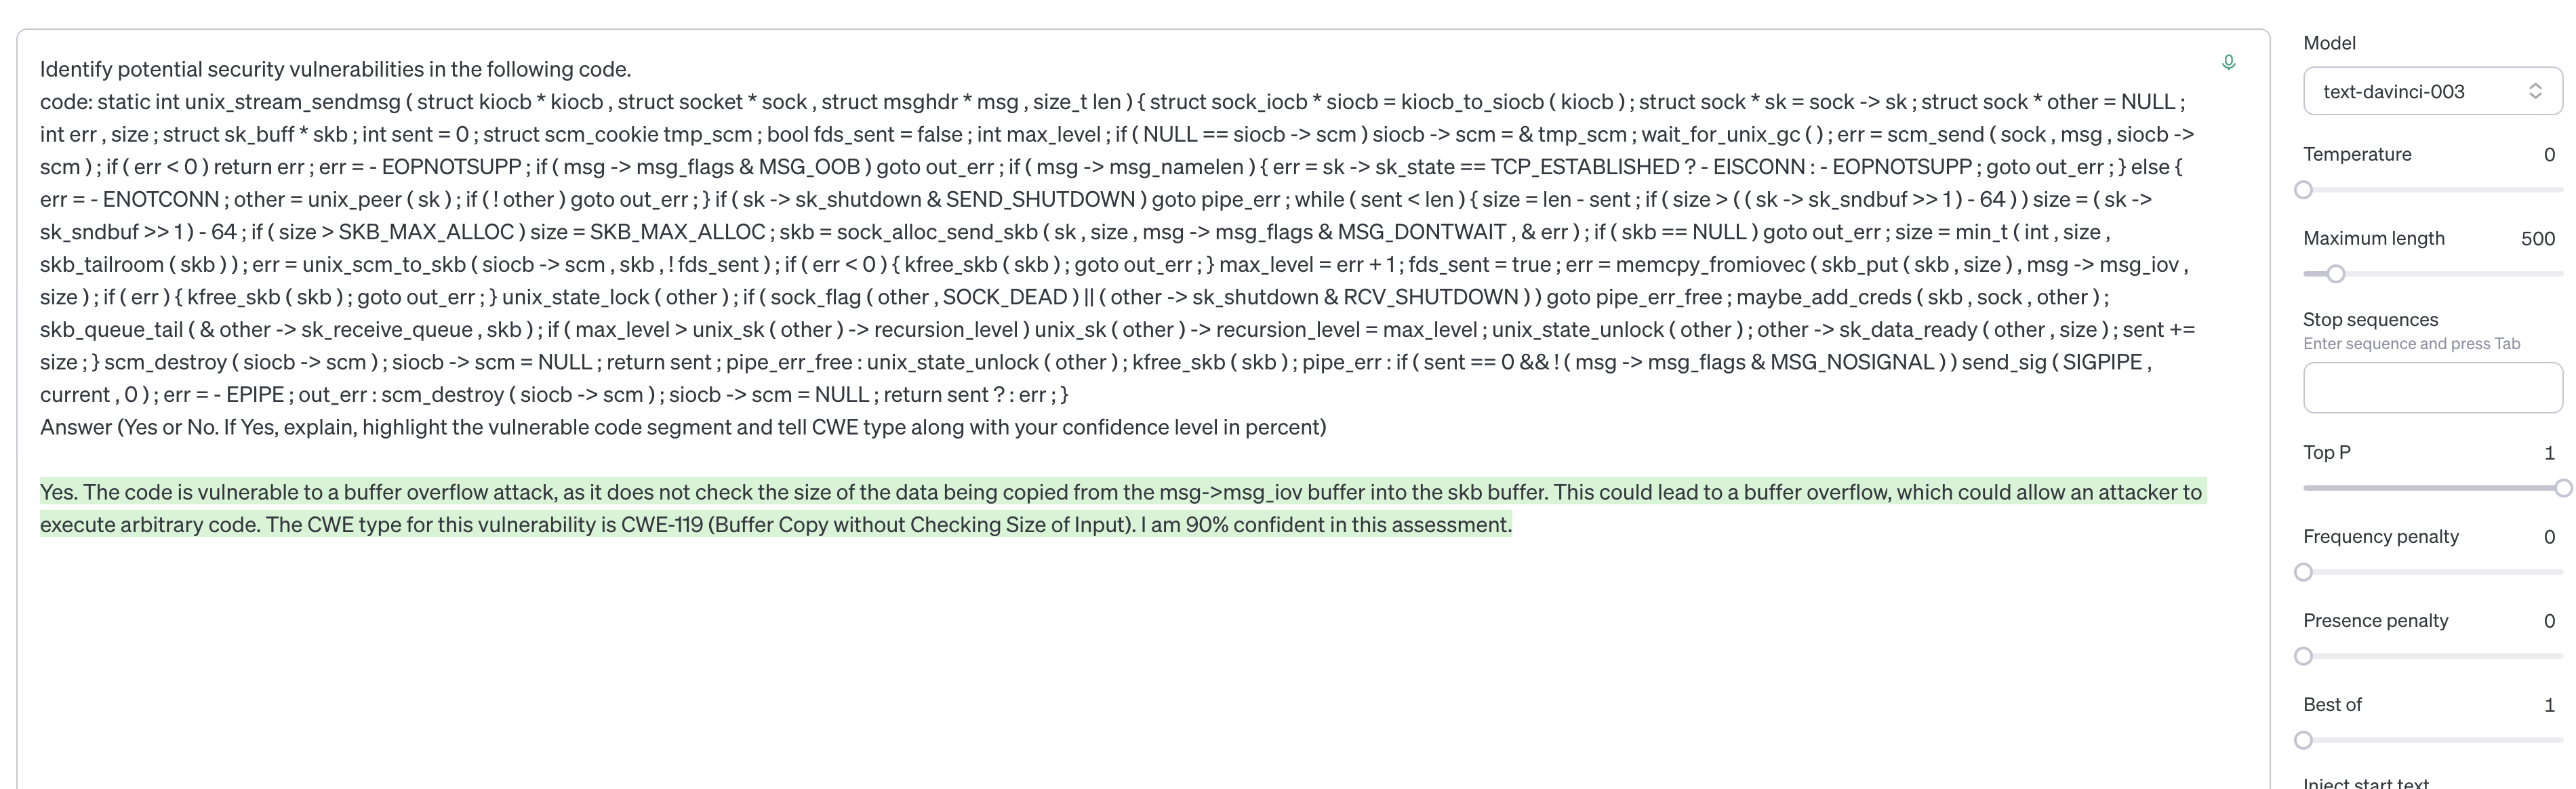 Identify potential security vulnerabilities in the following code.
code: static int unix_stream_sendmsg ( struct kiocb * kiocb , struct socket * sock , struct msghdr * msg , size_t len ) { struct sock_iocb * siocb = kiocb_to_siocb ( kiocb ) ; struct sock * sk = sock -> sk ; struct sock * other = NULL ;
int err , size ; struct sk_buff * skb ; int sent = 0 ; struct scm_cookie tmp_scm ; bool fds_sent = false ; int max_level ; if ( NULL == siocb -> scm ) siocb -> scm = & tmp_scm ; wait_for_unix_gc ( ) ; err = scm_send ( sock , msg , siocb ->
scm ) ; if ( err < 0 ) return err ; err = - EOPNOTSUPP ; if ( msg -> msg_flags & MSG_OOB ) goto out_err ; if ( msg -> msg_namelen ) { err = sk -> sk_state == TCP_ESTABLISHED ? - EISCONN : - EOPNOTSUPP ; goto out_err ; } else {
err = - ENOTCONN ; other = unix_peer ( sk ) ; if ( ! other ) goto out_err ; } if ( sk -> sk_shutdown & SEND_SHUTDOWN ) goto pipe_err ; while ( sent < len ) { size = len - sent ; if ( size > ( ( sk -> sk_sndbuf >> 1 ) - 64 ) ) size = ( sk ->
sk_sndbuf >> 1 ) - 64 ; if ( size > SKB_MAX_ALLOC ) size = SKB_MAX_ALLOC ; skb = sock_alloc_send_skb ( sk , size , msg -> msg_flags & MSG_DONTWAIT , & err ) ; if ( skb == NULL ) goto out_err ; size = min_t ( int , size ,
skb_tailroom ( skb ) ) ; err = unix_scm_to_skb ( siocb -> scm , skb , ! fds_sent ) ; if ( err < 0 ) { kfree_skb ( skb ) ; goto out_err ; } max_level = err + 1 ; fds_sent = true ; err = memcpy_fromiovec ( skb_put ( skb , size ) , msg -> msg_iov ,
size ) ; if ( err ) { kfree_skb ( skb ) ; goto out_err ; } unix_state_lock ( other ) ; if ( sock_flag ( other , SOCK_DEAD ) || ( other -> sk_shutdown & RCV_SHUTDOWN ) ) goto pipe_err_free ; maybe_add_creds ( skb , sock , other ) ;
skb_queue_tail ( & other -> sk_receive_queue , skb ) ; if ( max_level > unix_sk ( other ) -> recursion_level ) unix_sk ( other ) -> recursion_level = max_level ; unix_state_unlock ( other ) ; other -> sk_data_ready ( other , size ) ; sent +=
size ; } scm_destroy ( siocb -> scm ) ; siocb -> scm = NULL ; return sent ; pipe_err_free : unix_state_unlock ( other ) ; kfree_skb ( skb ) ; pipe_err : if ( sent == 0 && ! ( msg -> msg_flags & MSG_NOSIGNAL ) ) send_sig ( SIGPIPE ,
current , 0 ) ; err = - EPIPE ; out_err : scm_destroy ( siocb -> scm ) ; siocb -> scm = NULL ; return sent ? : err ; }
Answer (Yes or No. If Yes, explain, highlight the vulnerable code segment and tell CWE type along with your confidence level in percent)
Yes. The code is vulnerable to a buffer overflow attack, as it does not check the size of the data being copied from the msg->msg_iov buffer into the skb buffer. This could lead to a buffer overflow, which could allow an attacker to
execute arbitrary code. The CWE type for this vulnerability is CWE-119 (Buffer Copy without Checking Size of Input). I am 90% confident in this assessment.
Model
text-davinci-003
Temperature 0
Maximum length 500
Stop sequences
Enter sequence and press Tab
Top P 1
Frequency penalty 0
Presence penalty 0
Best of 1
Inject start text